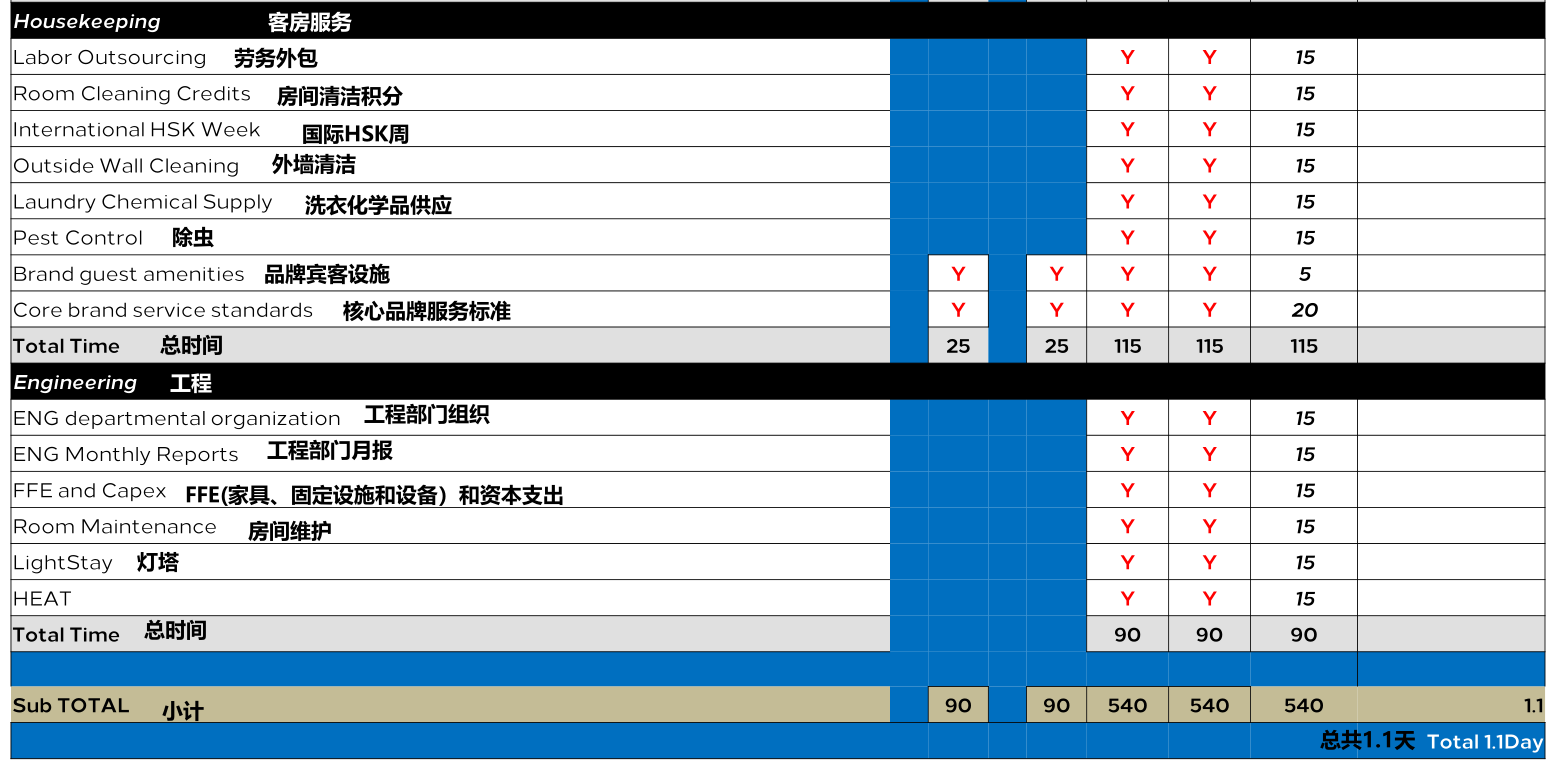 Housekeeping 客房服务
Labor Outsourcing 劳务外包 Y Y 15
Room Cleaning Credits 房间清洁积分 Y Y 15
International HSK Week 国际HSK周 Y Y 15
Outside Wall Cleaning 外墙清洁 Y Y 15
Laundry Chemical Supply 洗衣化学品供应 Y Y 15
Pest Control 除虫 Y Y 15
Brand guest amenities 品牌宾客设施 Y Y Y Y 5
Core brand service standards 核心品牌服务标准 Y Y Y Y 20
Total Time 总时间 25 25 115 115 115
Engineering 工程
ENG departmental organization 工程部门组织 Y Y 15
ENG Monthly Reports 工程部门月报 Y Y 15
FFE and Capex FFE(家具、固定设施和设备）和资本支出 Y Y 15
Room Maintenance 房间维护 Y Y 15
LightStay 灯塔 Y Y 15
HEAT Y Y 15
Total Time 总时间 90 90 90
Sub TOTAL 小计 90 90 540 540 540 1.1
总共1.1天 Total 1.1Day